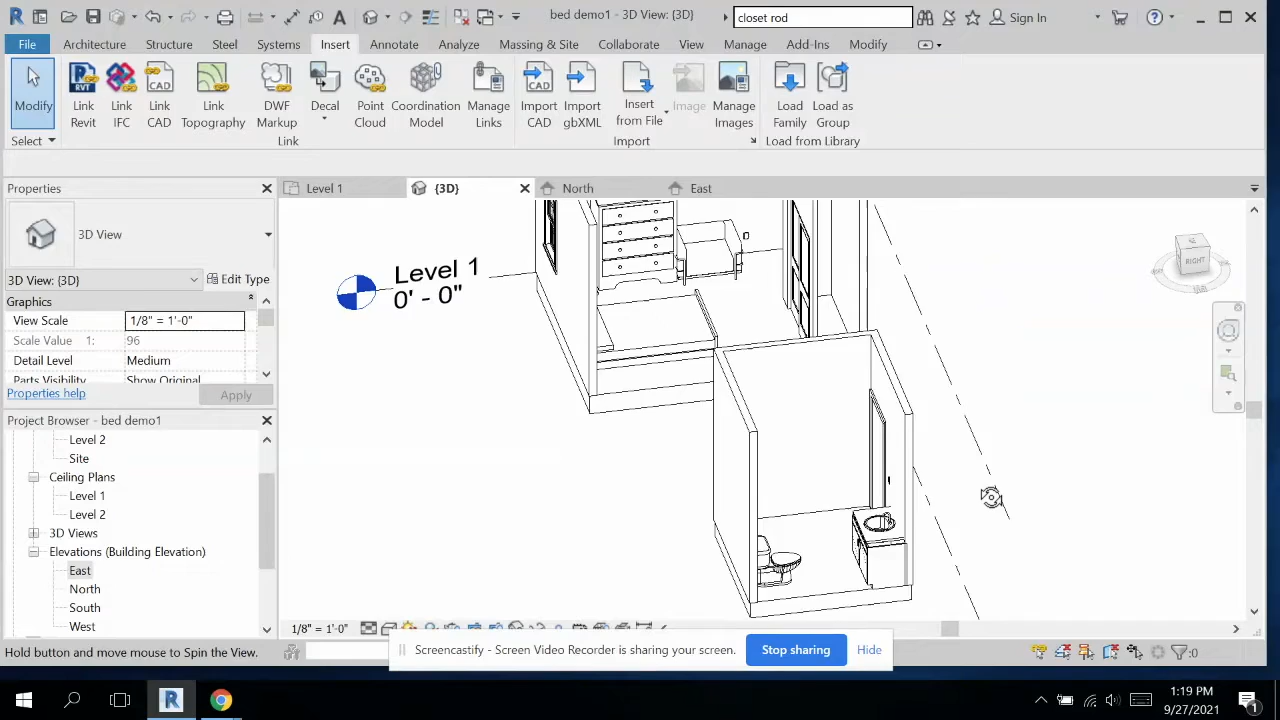 bed demo1 - 3D View: {3D}
closet rod
Sign In
File Architecture Structure Steel Systems Insert Annotate Analyze Massing & Site Collaborate View Manage Add-Ins Modify
Modify
Link Revit
Link IFC
Link CAD
Link Topography
DWF Markup
Decal
Point Cloud
Coordination Model
Manage Links
Import CAD
Import gbXML
Insert from File
Image
Manage Images
Load Family
Load as Group
Select
Link
Import
Load from Library
Properties
Level 1
{3D}
North
East
3D View
3D View: {3D}
Edit Type
Graphics
View Scale
1/8" = 1'-0"
Scale Value 1:
96
Detail Level
Medium
Parts Visibility
Show Original
Properties help
Apply
Project Browser - bed demo1
Level 2
Site
Ceiling Plans
Level 1
Level 2
3D Views
Elevations (Building Elevation)
East
North
South
West
Level 1
0' - 0"
RIGHT
1/8" = 1'-0"
Hold button and move mouse to Spin the View.
Screencastify - Screen Video Recorder is sharing your screen.
Stop sharing
Hide
:0
1:19 PM
9/27/2021
1